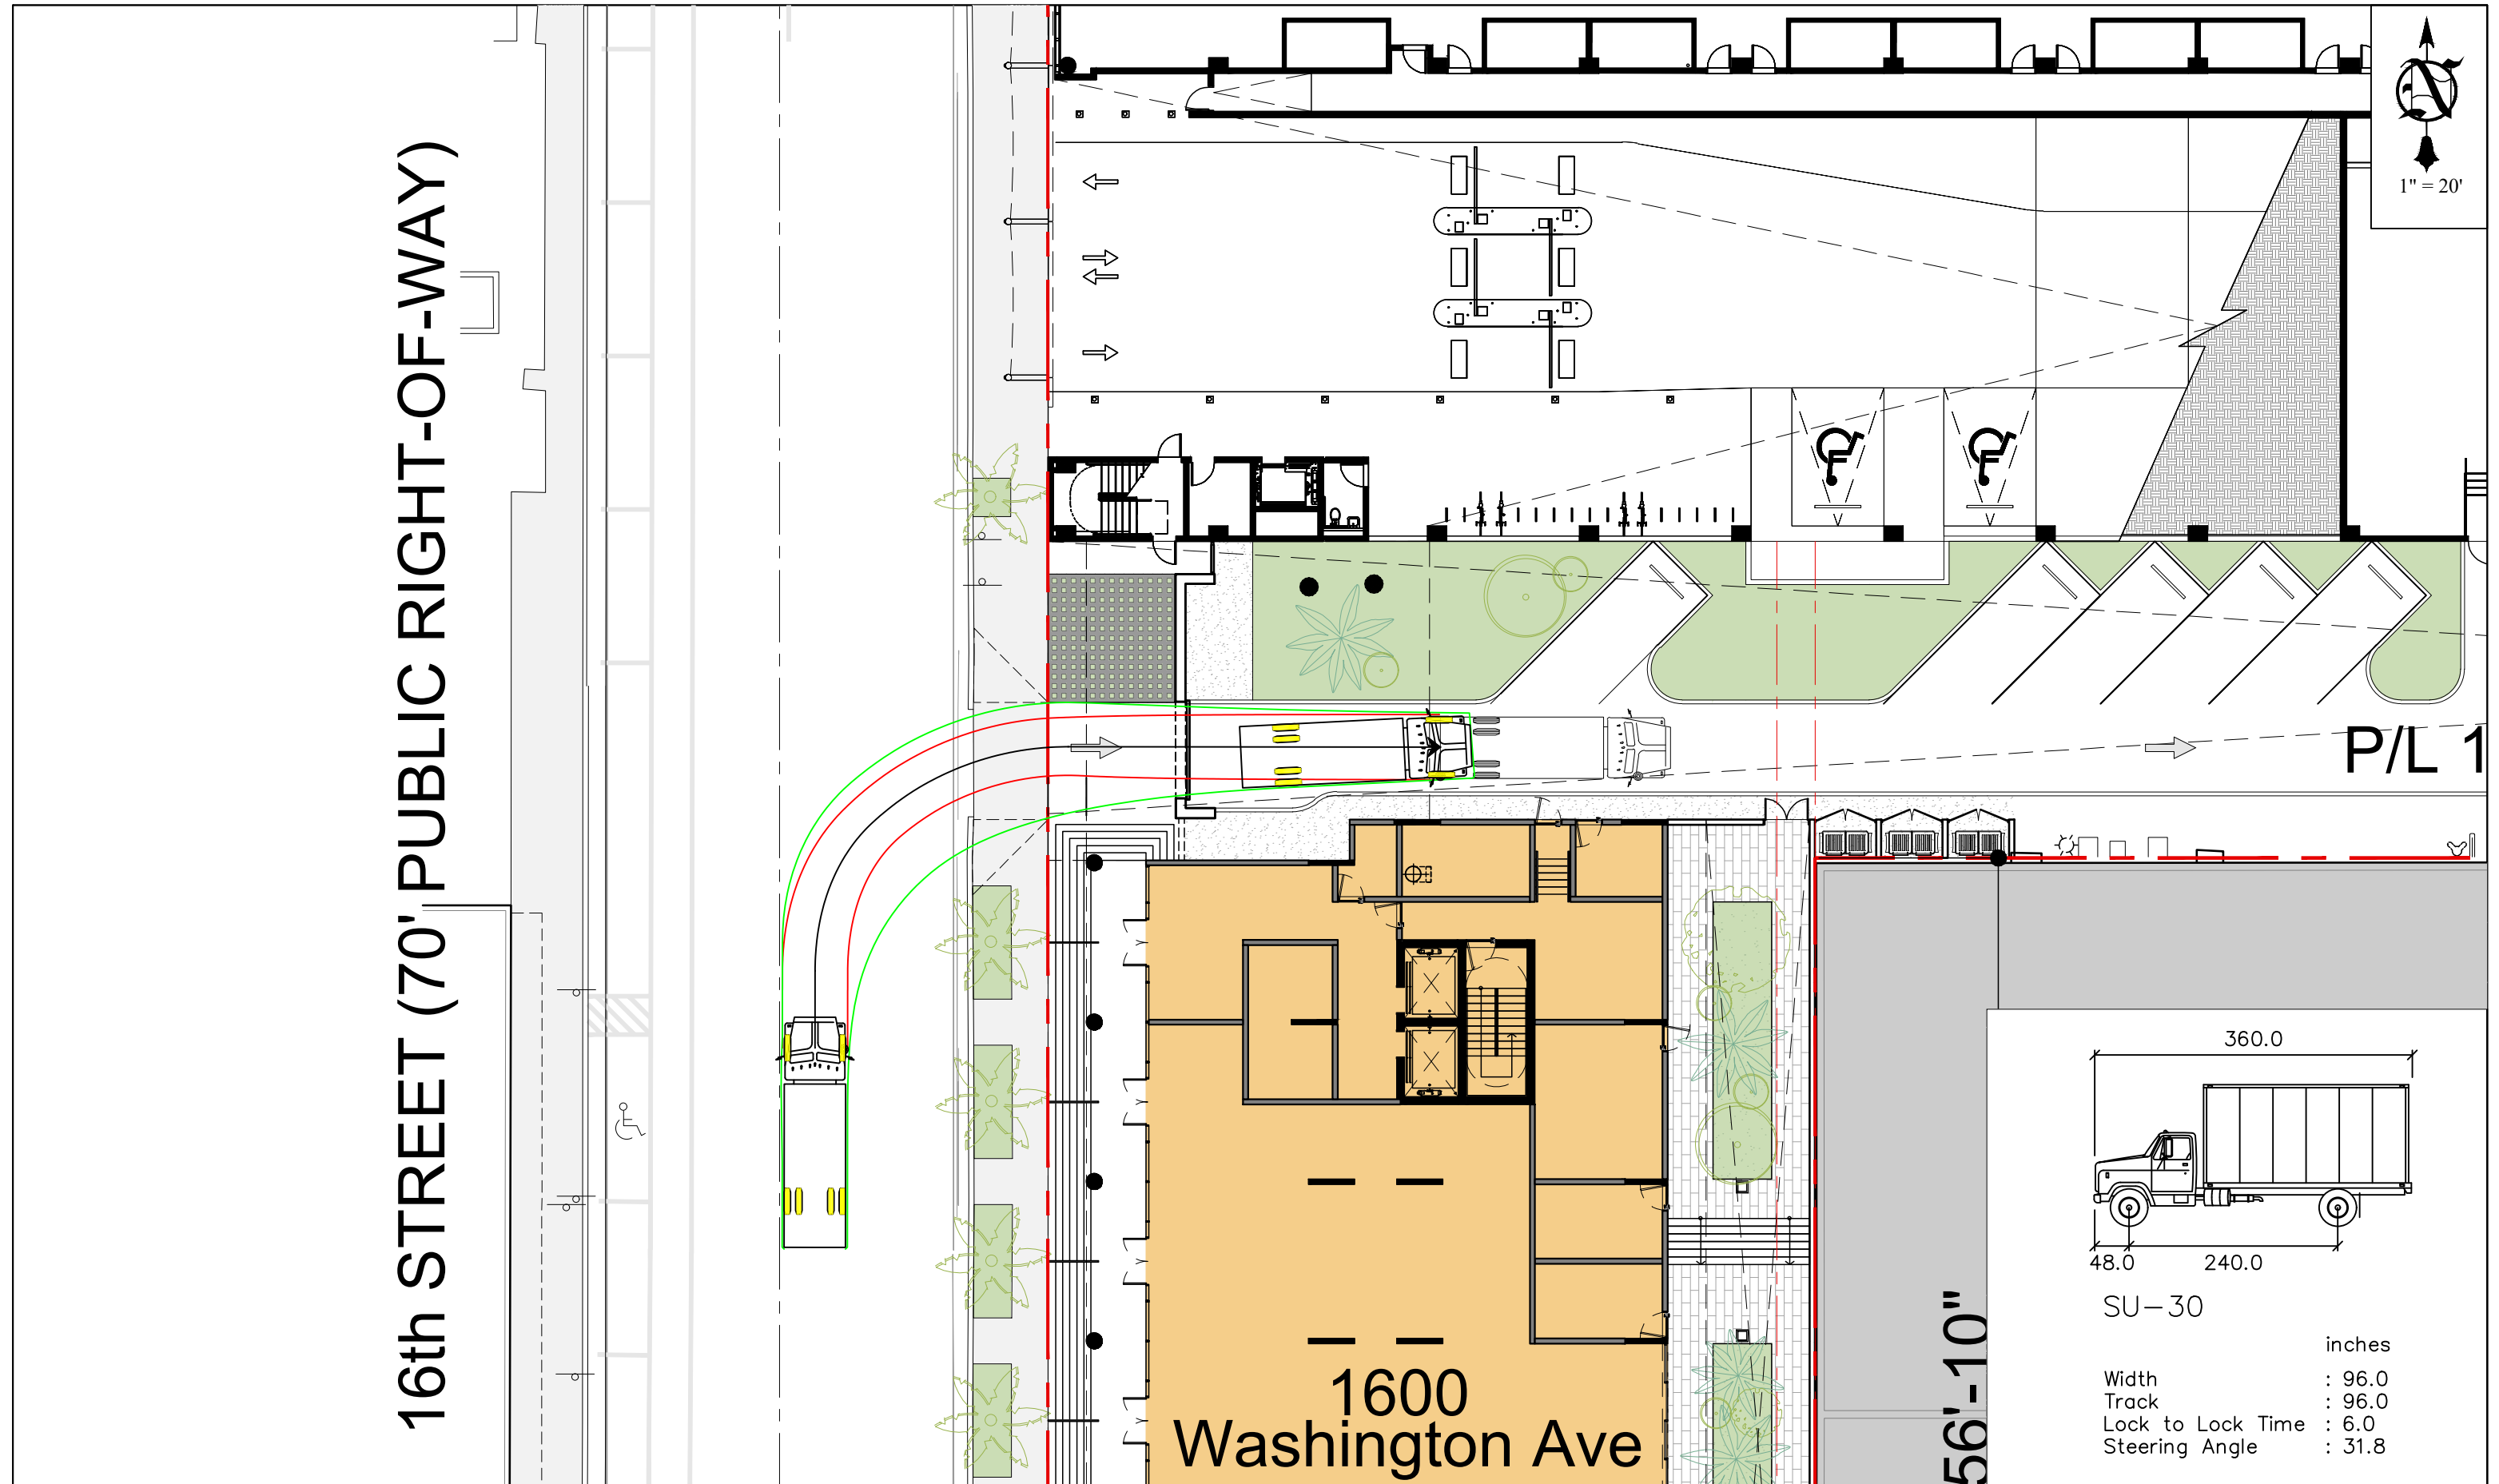 16th STREET (70' PUBLIC RIGHT-OF-WAY)
N
1" = 20'
P/L 1
1600
Washington Ave
56'-10"
360.0
48.0
240.0
SU-30
inches
Width : 96.0
Track : 96.0
Lock to Lock Time : 6.0
Steering Angle : 31.8